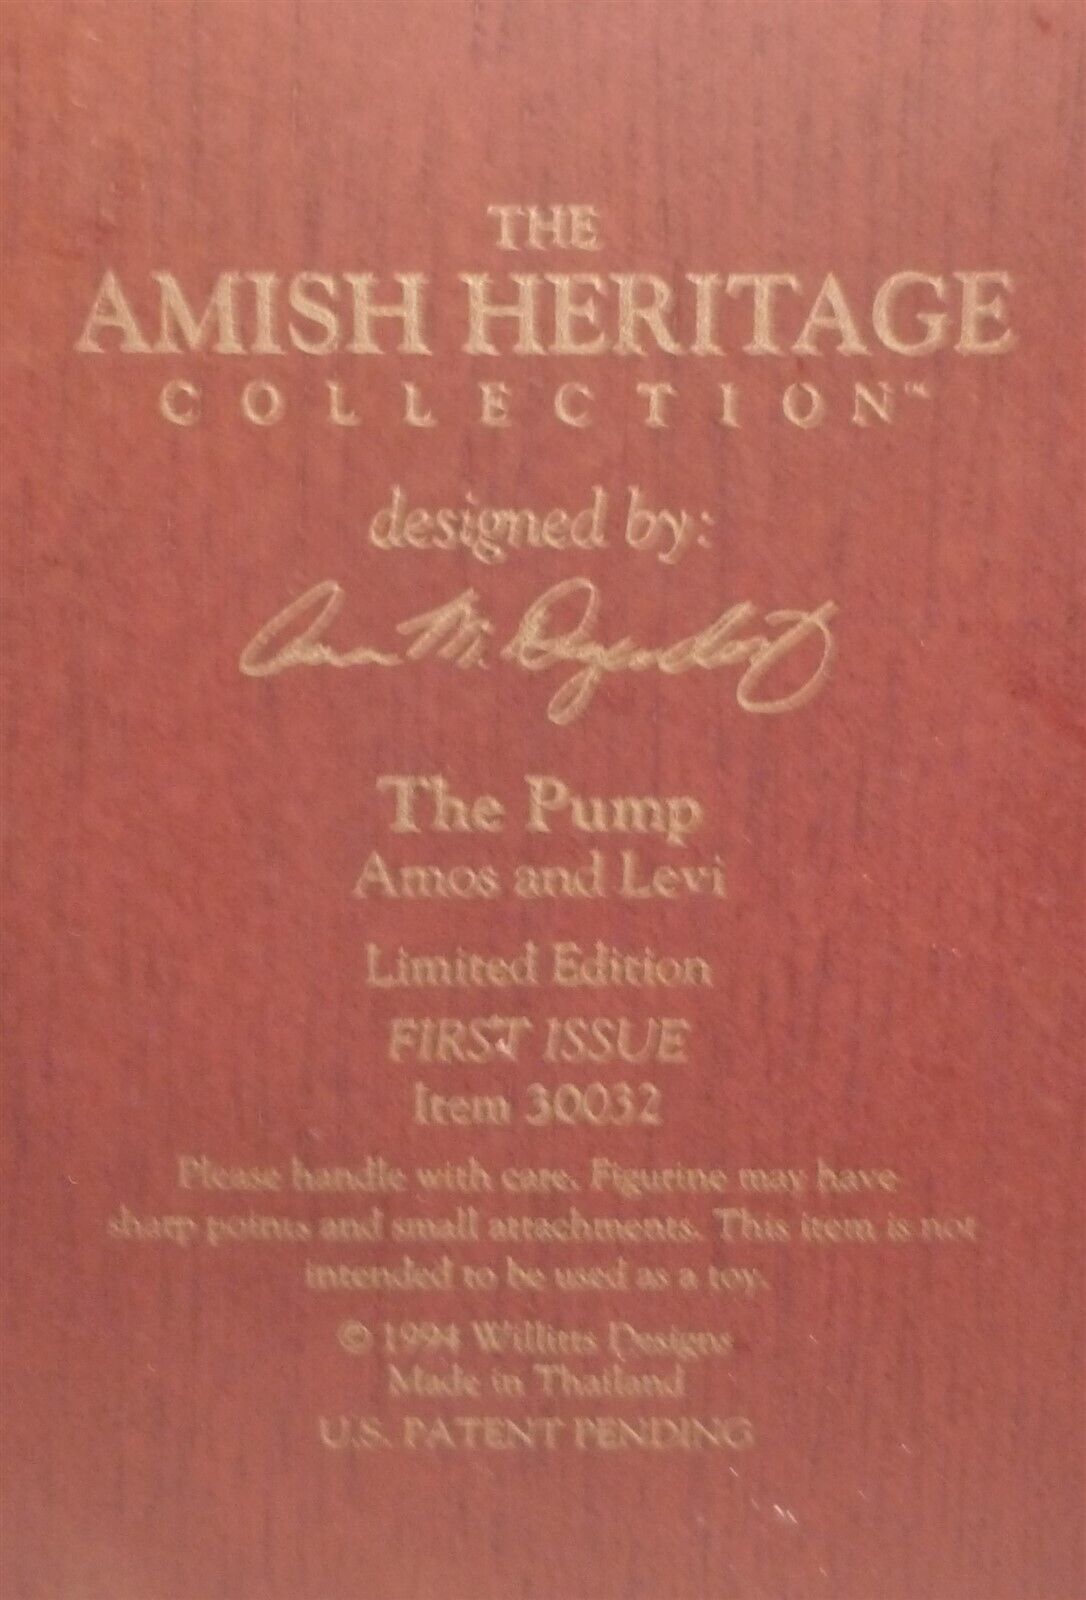 THE
AMISH HERITAGE
COLLECTION™
designed by:
The Pump
Amos and Levi
Limited Edition
FIRST ISSUE
Item 30032
Please handle with care. Figurine may have
sharp points and small attachments. This item is not
intended to be used as a toy.
© 1994 Willitts Designs
Made in Thailand
U.S. PATENT PENDING